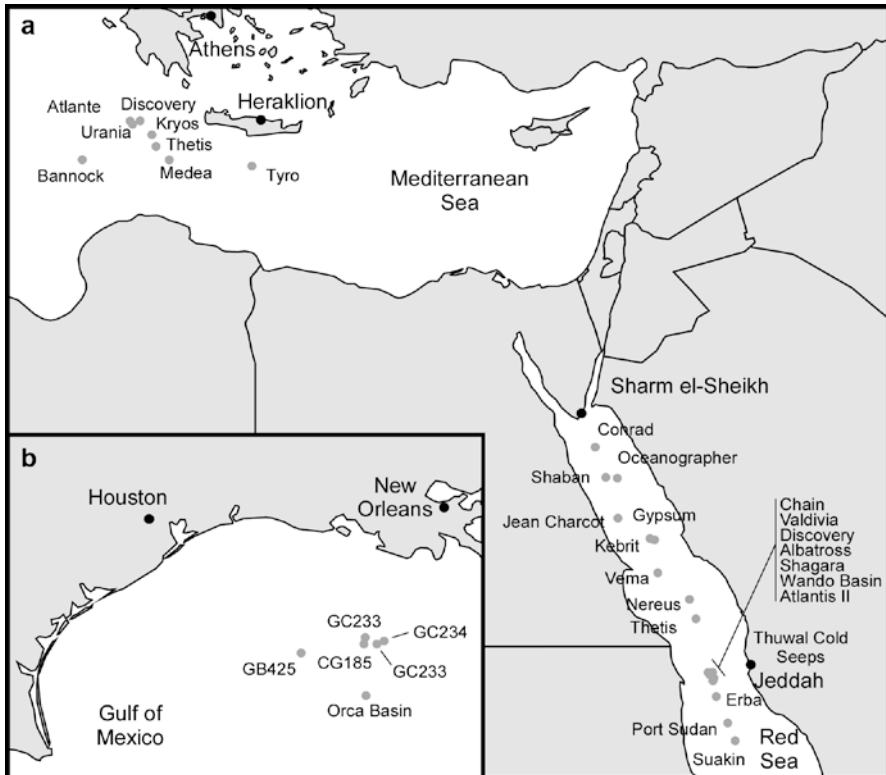 a
Athens
Atlante
Discovery
Heraklion
Urania
Kryos
Thetis
Bannock
Medea
Tyro
Mediterranean
Sea
Sharm el-Sheikh
Conrad
Oceanographer
Shaban
Jean Charcot
Gypsum
Kebrit
Vema
Nereus
Thetis
Chain
Valdivia
Discovery
Albatross
Shagara
Wando Basin
Atlantis II
Thuwal Cold
Seeps
Jeddah
Erba
Port Sudan
Suakin
Red
Sea
b
Houston
New
Orleans
GC233
GC234
GB425
CG185
GC233
Orca Basin
Gulf of
Mexico